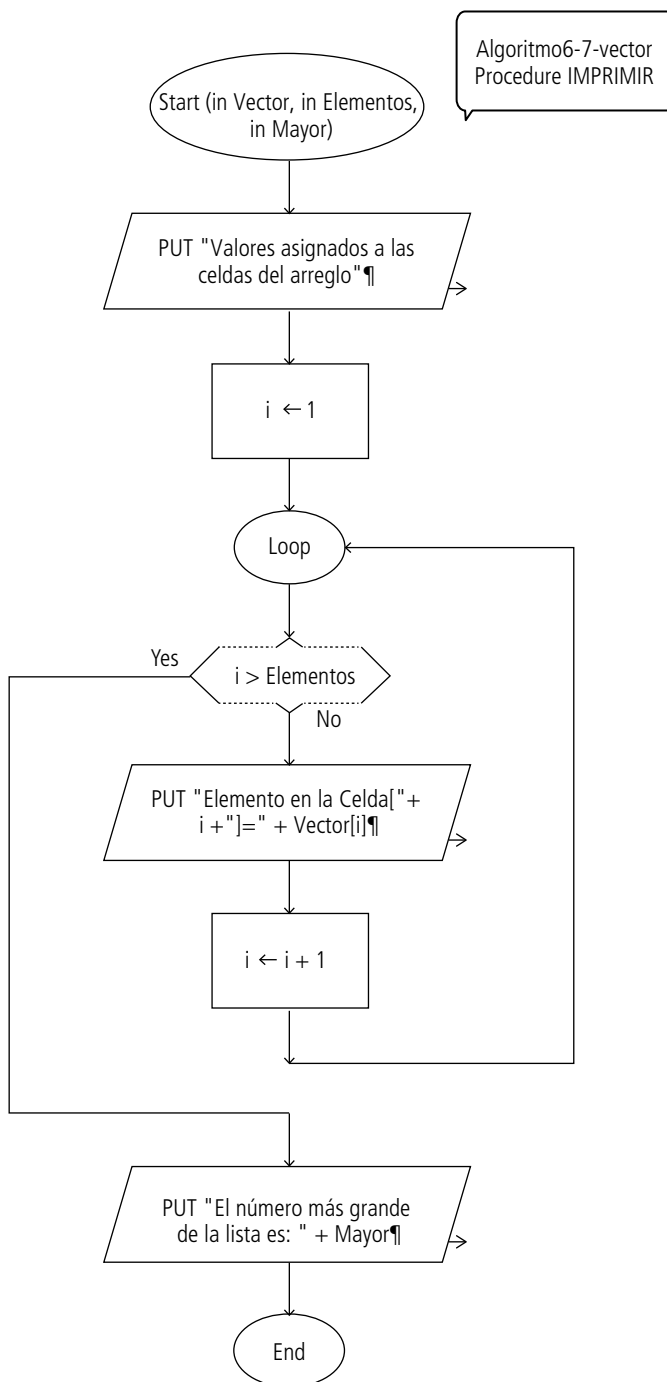 Algoritmo6-7-vector
Procedure IMPRIMIR
Start (in Vector, in Elementos,
in Mayor)
PUT "Valores asignados a las
celdas del arreglo"¶
i ← 1
Loop
Yes
i > Elementos
No
PUT "Elemento en la Celda["+
i +"]=" + Vector[i]¶
i ← i + 1
PUT "El número más grande
de la lista es: " + Mayor¶
End